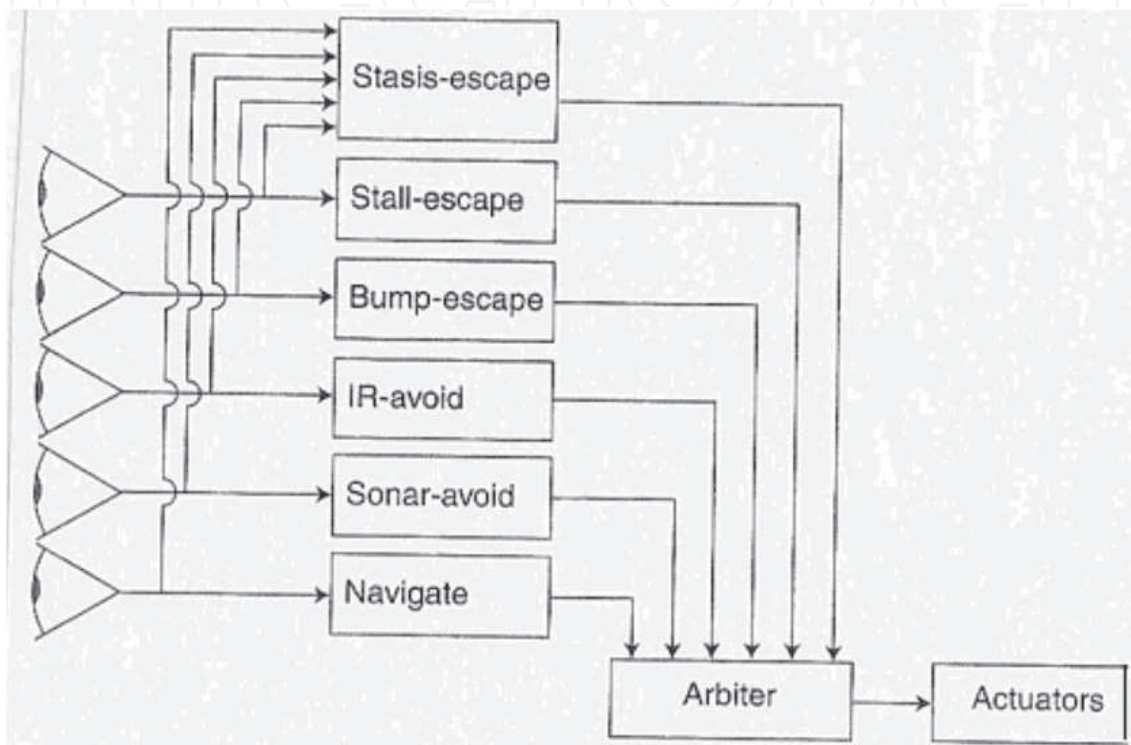 Stasis-escape
Stall-escape
Bump-escape
IR-avoid
Sonar-avoid
Navigate
Arbiter
Actuators